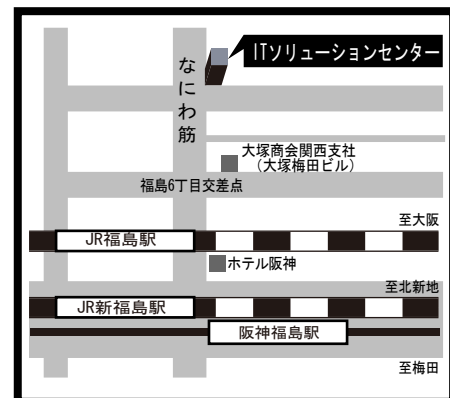 ITソリューションセンター
なにわ筋
大塚商会関西支社
(大塚梅田ビル)
福島6丁目交差点
至大阪
JR福島駅
ホテル阪神
至北新地
JR新福島駅
阪神福島駅
至梅田